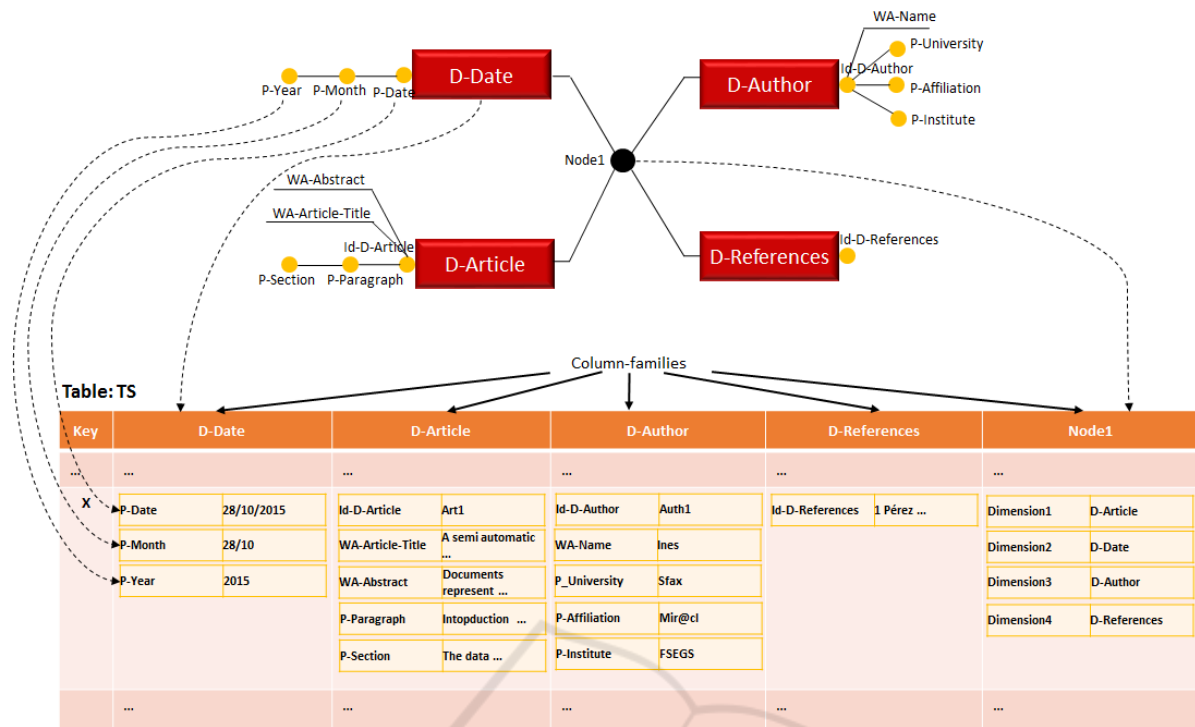 WA-Name
D-Date
P-Year
P-Month
P-Date
D-Author
P-University
Id-D-Author
P-Affiliation
P-Institute
Node1
WA-Abstract
WA-Article-Title
Id-D-Article
D-Article
P-Section
P-Paragraph
D-References
Id-D-References
Column-families
Table: TS
Key D-Date D-Article D-Author D-References Node1
... ... ... ... ... ...
X
P-Date 28/10/2015
P-Month 28/10
P-Year 2015
Id-D-Article Art1
WA-Article-Title A semi automatic
...
WA-Abstract Documents
represent ...
P-Paragraph Intopduction ...
P-Section The data ...
Id-D-Author Auth1
WA-Name Ines
P_University Sfax
P-Affiliation Mir@cl
P-Institute FSEGS
Id-D-References 1 Pérez ...
Dimension1 D-Article
Dimension2 D-Date
Dimension3 D-Author
Dimension4 D-References
... ... ... ... ...